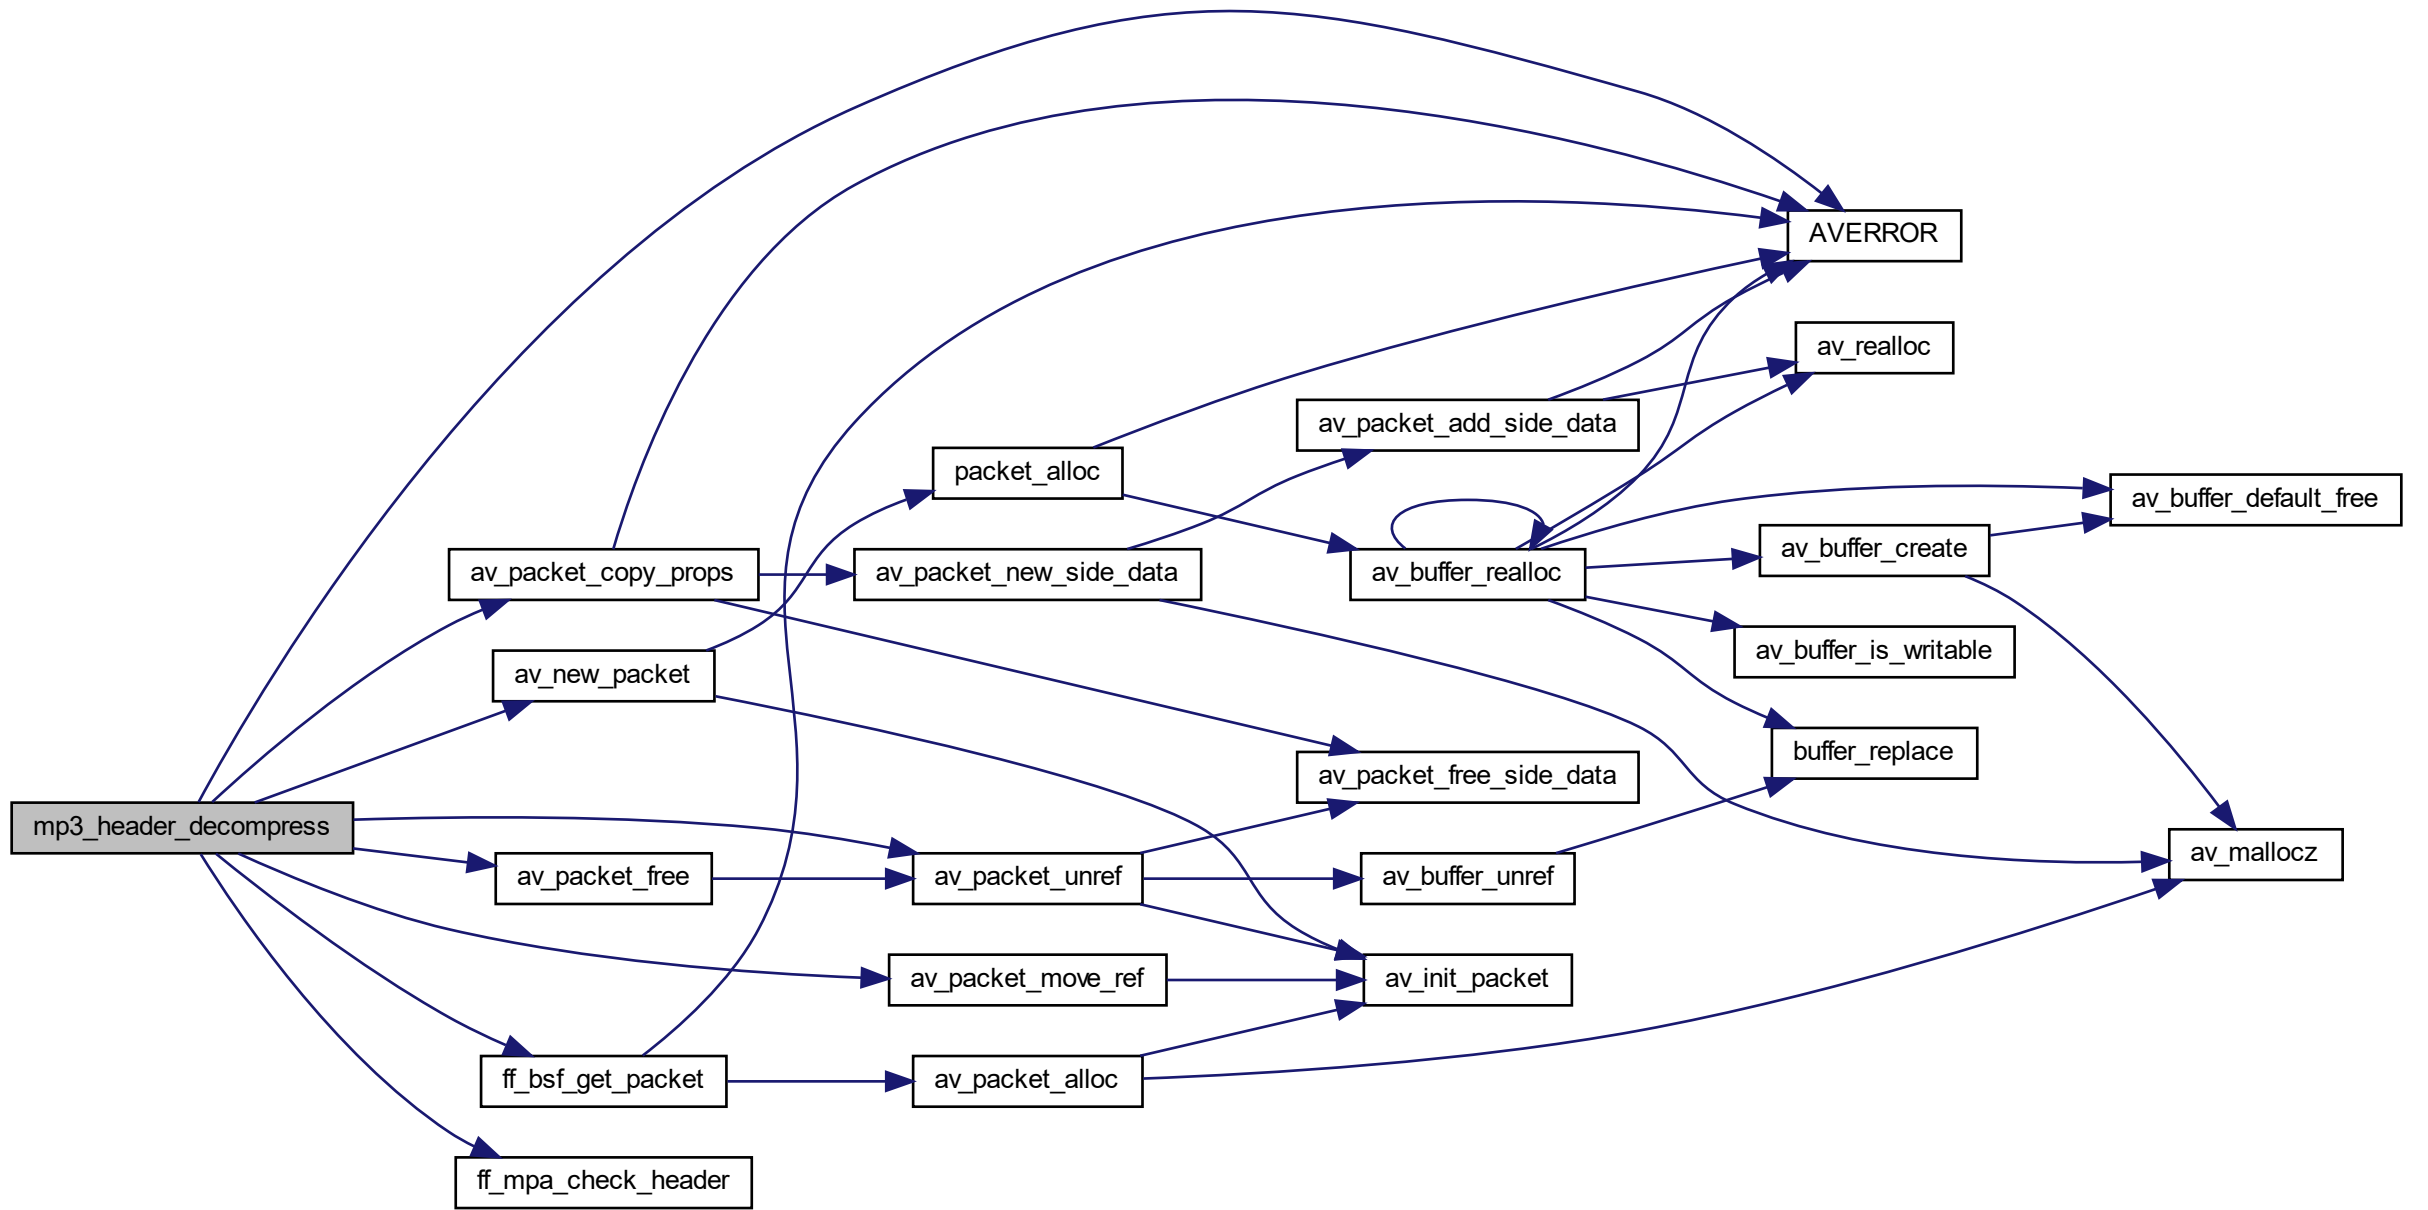 AVERROR
av_realloc
av_packet_add_side_data
packet_alloc
av_buffer_default_free
av_buffer_create
av_packet_copy_props
av_packet_new_side_data
av_buffer_realloc
av_buffer_is_writable
av_new_packet
buffer_replace
av_packet_free_side_data
mp3_header_decompress
av_mallocz
av_packet_free
av_packet_unref
av_buffer_unref
av_packet_move_ref
av_init_packet
ff_bsf_get_packet
av_packet_alloc
ff_mpa_check_header